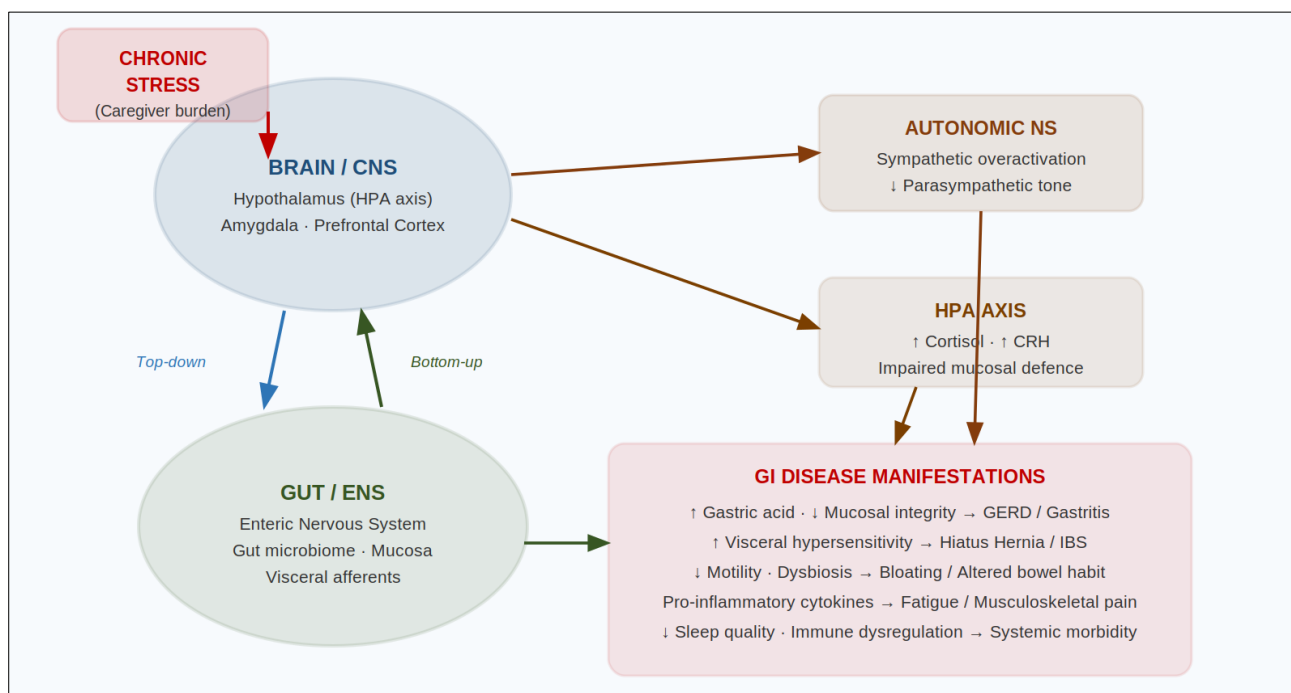 CHRONIC
STRESS
(Caregiver burden)
BRAIN / CNS
Hypothalamus (HPA axis)
Amygdala · Prefrontal Cortex
AUTONOMIC NS
Sympathetic overactivation
↓ Parasympathetic tone
HPA AXIS
↑ Cortisol · ↑ CRH
Impaired mucosal defence
Top-down
Bottom-up
GUT / ENS
Enteric Nervous System
Gut microbiome · Mucosa
Visceral afferents
GI DISEASE MANIFESTATIONS
↑ Gastric acid · ↓ Mucosal integrity → GERD / Gastritis
↑ Visceral hypersensitivity → Hiatus Hernia / IBS
↓ Motility · Dysbiosis → Bloating / Altered bowel habit
Pro-inflammatory cytokines → Fatigue / Musculoskeletal pain
↓ Sleep quality · Immune dysregulation → Systemic morbidity